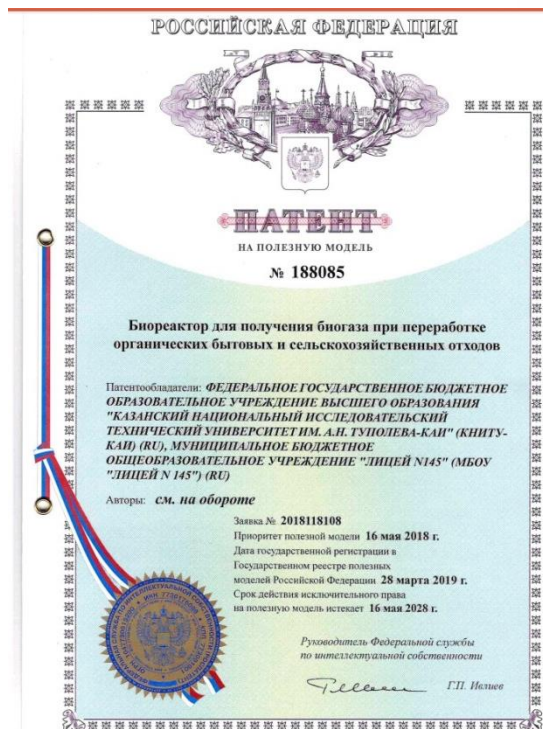 РОССИЙСКАЯ ФЕДЕРАЦИЯ
ПАТЕНТ
НА ПОЛЕЗНУЮ МОДЕЛЬ
№ 188085
Биореактор для получения биогаза при переработке
органических бытовых и сельскохозяйственных отходов
Патентообладатели: ФЕДЕРАЛЬНОЕ ГОСУДАРСТВЕННОЕ БЮДЖЕТНОЕ
ОБРАЗОВАТЕЛЬНОЕ УЧРЕЖДЕНИЕ ВЫСШЕГО ОБРАЗОВАНИЯ
"КАЗАНСКИЙ НАЦИОНАЛЬНЫЙ ИССЛЕДОВАТЕЛЬСКИЙ
ТЕХНИЧЕСКИЙ УНИВЕРСИТЕТ ИМ. А.Н. ТУПОЛЕВА-КАИ" (КНИТУ-
КАИ) (RU), МУНИЦИПАЛЬНОЕ БЮДЖЕТНОЕ
ОБЩЕОБРАЗОВАТЕЛЬНОЕ УЧРЕЖДЕНИЕ "ЛИЦЕЙ N145" (МБОУ
"ЛИЦЕЙ N 145") (RU)
Авторы: см. на обороте
Заявка № 2018118108
Приоритет полезной модели 16 мая 2018 г.
Дата государственной регистрации в
Государственном реестре полезных
моделей Российской Федерации 28 марта 2019 г.
Срок действия исключительного права
на полезную модель истекает 16 мая 2028 г.
Руководитель Федеральной службы
по интеллектуальной собственности
Г.П. Ивлиев